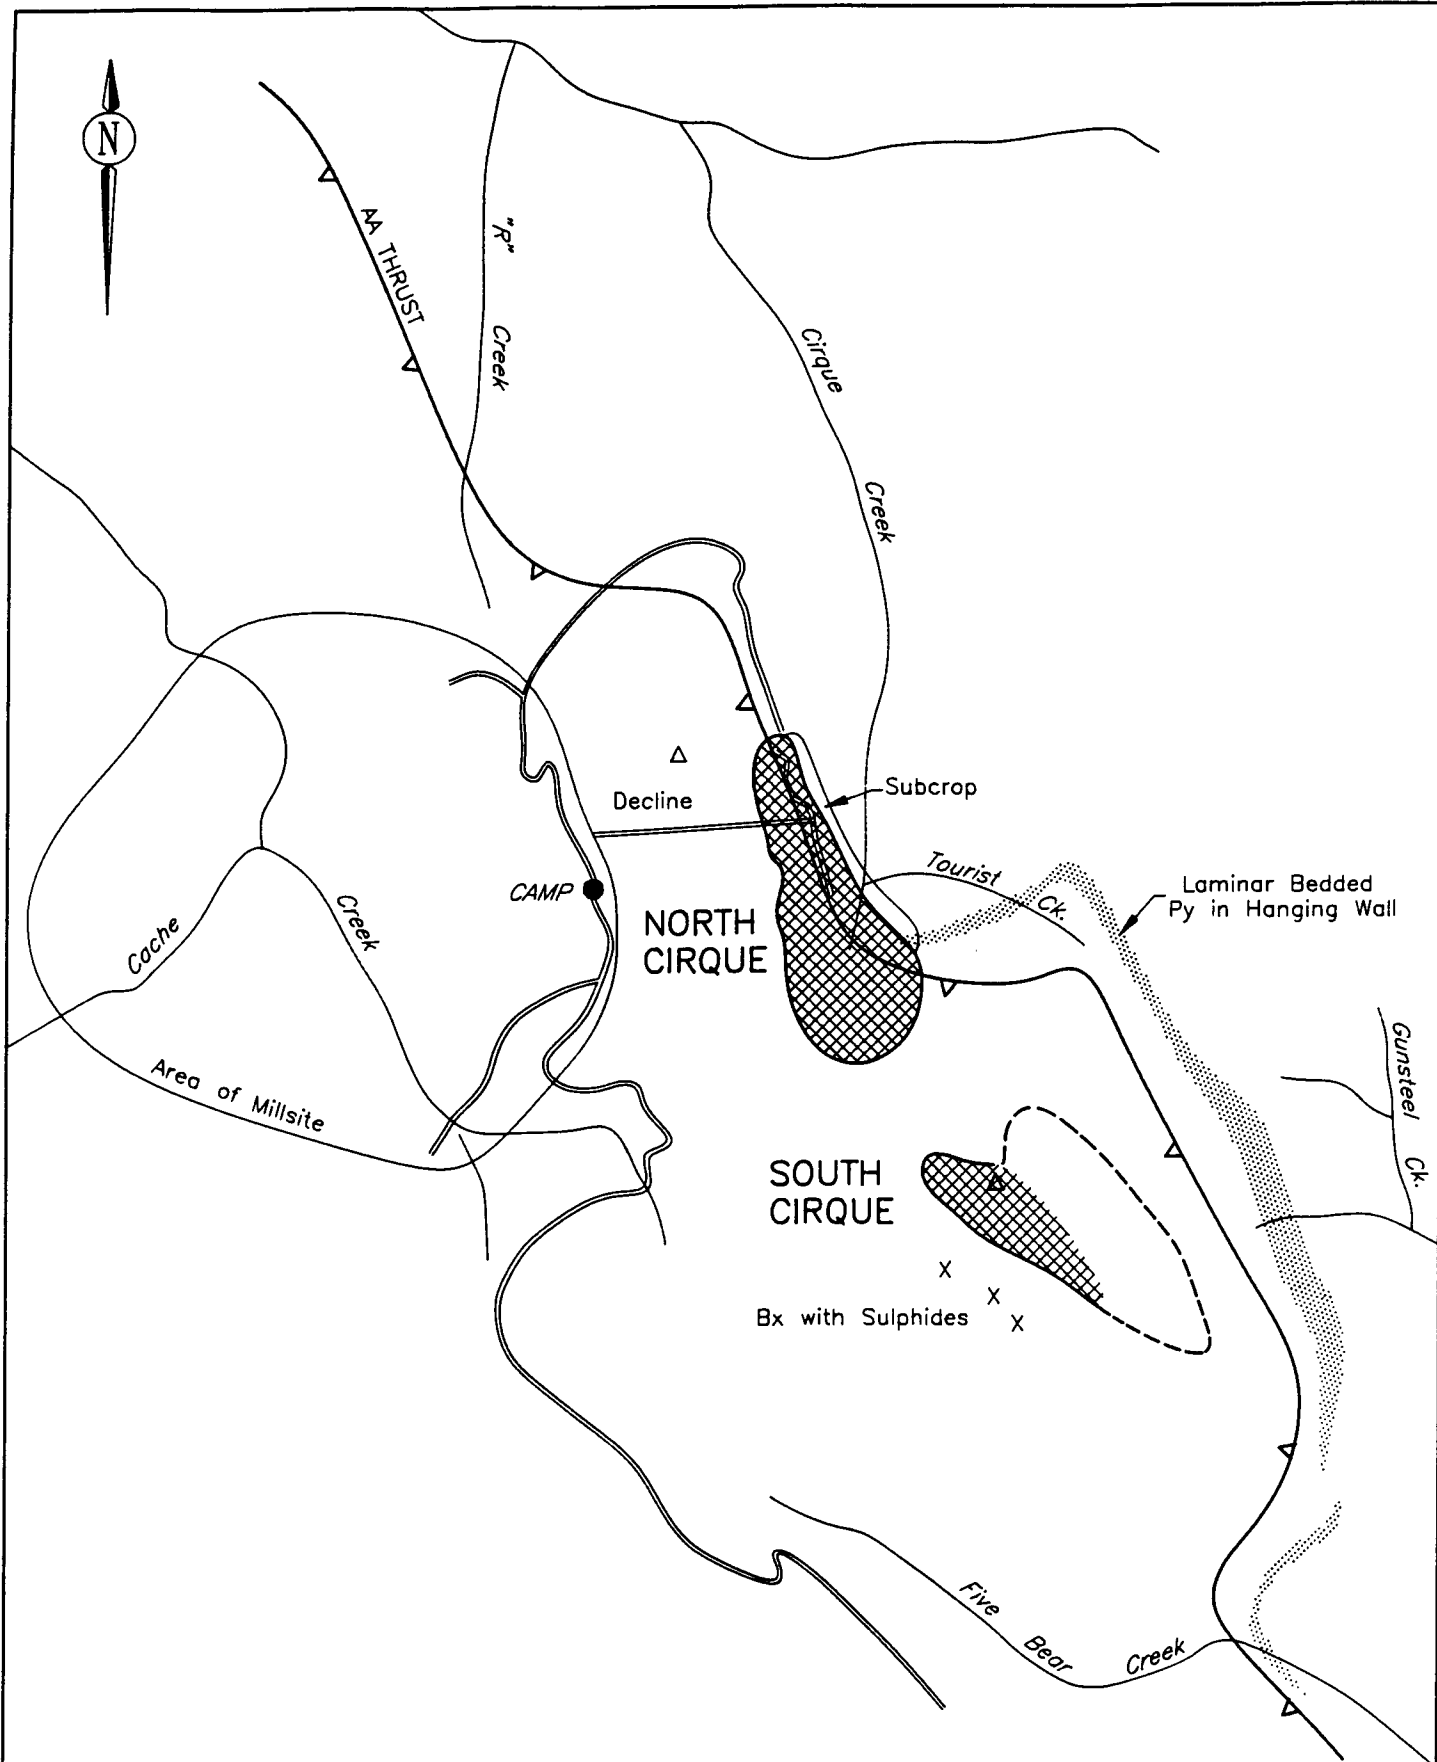 N
AA THRUST
"R"
Creek
Cirque
Creek
Decline
Subcrop
Tourist
Ck.
Laminar Bedded
Py in Hanging Wall
CAMP
NORTH
CIRQUE
Cache
Creek
Gunsteel
Ck.
Area of Millsite
SOUTH
CIRQUE
X
X
X
Bx with Sulphides
Five
Bear
Creek